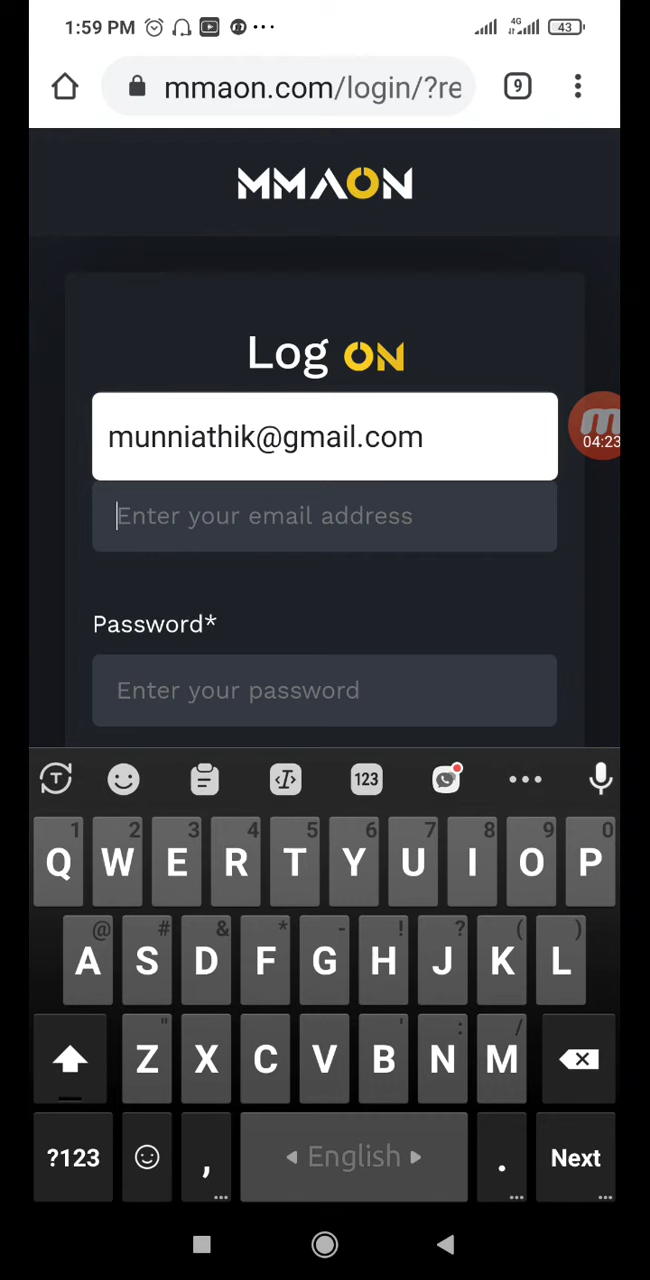 1:59 PM 4G 43
mmaon.com/login/?re 9
MMAON
Log ON
munniathik@gmail.com
04:23
Enter your email address
Password*
Enter your password
T T 123
1 2 3 4 5 6 7 8 9 0
Q W E R T Y U I O P
@ # & * - ! ? ( )
A S D F G H J K L
" ' : /
Z X C V B N M
?123 , English . Next